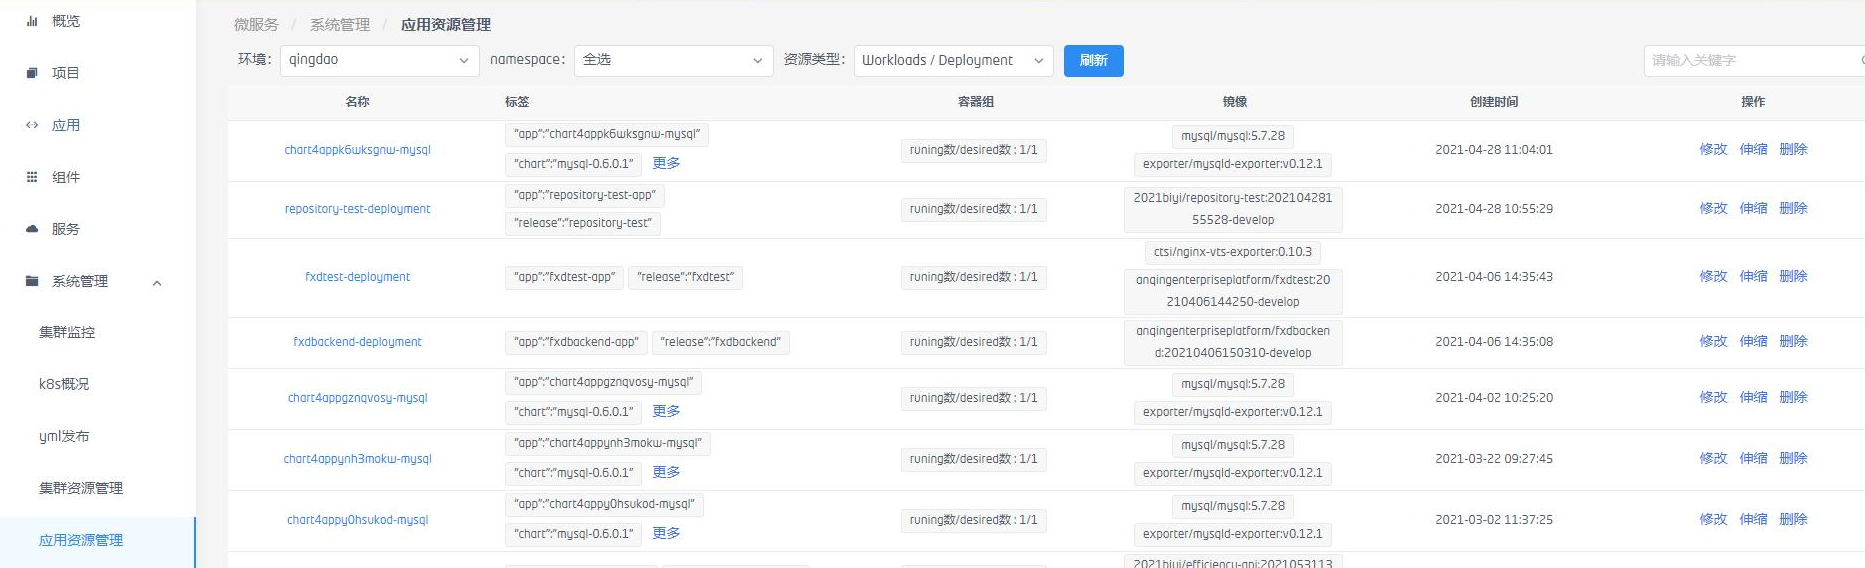 概览
项目
应用
组件
服务
系统管理
集群监控
k8s概况
yml发布
集群资源管理
应用资源管理
微服务 / 系统管理 / 应用资源管理
环境: qingdao namespace: 全选 资源类型: Workloads / Deployment 刷新 请输入关键字
名称 标签 容器组 镜像 创建时间 操作
chart4appk6wksgnw-mysql "app":"chart4appk6wksgnw-mysql" "chart":"mysql-0.6.0.1" 更多 runing数/desired数 : 1/1 mysql/mysql:5.7.28 exporter/mysqld-exporter:v0.12.1 2021-04-28 11:04:01 修改 伸缩 删除
repository-test-deployment "app":"repository-test-app" "release":"repository-test" runing数/desired数 : 1/1 2021biyi/repository-test:20210428155528-develop 2021-04-28 10:55:29 修改 伸缩 删除
fxdtest-deployment "app":"fxdtest-app" "release":"fxdtest" runing数/desired数 : 1/1 ctsi/nginx-vts-exporter:0.10.3 anqingenterpriseplatform/fxdtest:20210406144250-develop 2021-04-06 14:35:43 修改 伸缩 删除
fxdbackend-deployment "app":"fxdbackend-app" "release":"fxdbackend" runing数/desired数 : 1/1 anqingenterpriseplatform/fxdbackend:20210406150310-develop 2021-04-06 14:35:08 修改 伸缩 删除
chart4appgznqvosy-mysql "app":"chart4appgznqvosy-mysql" "chart":"mysql-0.6.0.1" 更多 runing数/desired数 : 1/1 mysql/mysql:5.7.28 exporter/mysqld-exporter:v0.12.1 2021-04-02 10:25:20 修改 伸缩 删除
chart4appynh3mokw-mysql "app":"chart4appynh3mokw-mysql" "chart":"mysql-0.6.0.1" 更多 runing数/desired数 : 1/1 mysql/mysql:5.7.28 exporter/mysqld-exporter:v0.12.1 2021-03-22 09:27:45 修改 伸缩 删除
chart4appy0hsukod-mysql "app":"chart4appy0hsukod-mysql" "chart":"mysql-0.6.0.1" 更多 runing数/desired数 : 1/1 mysql/mysql:5.7.28 exporter/mysqld-exporter:v0.12.1 2021-03-02 11:37:25 修改 伸缩 删除
2021biyi/efficiency-api:2021053113